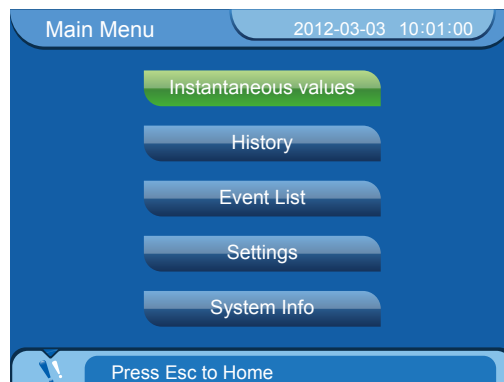 Main Menu 2012-03-03 10:01:00
Instantaneous values
History
Event List
Settings
System Info
Press Esc to Home